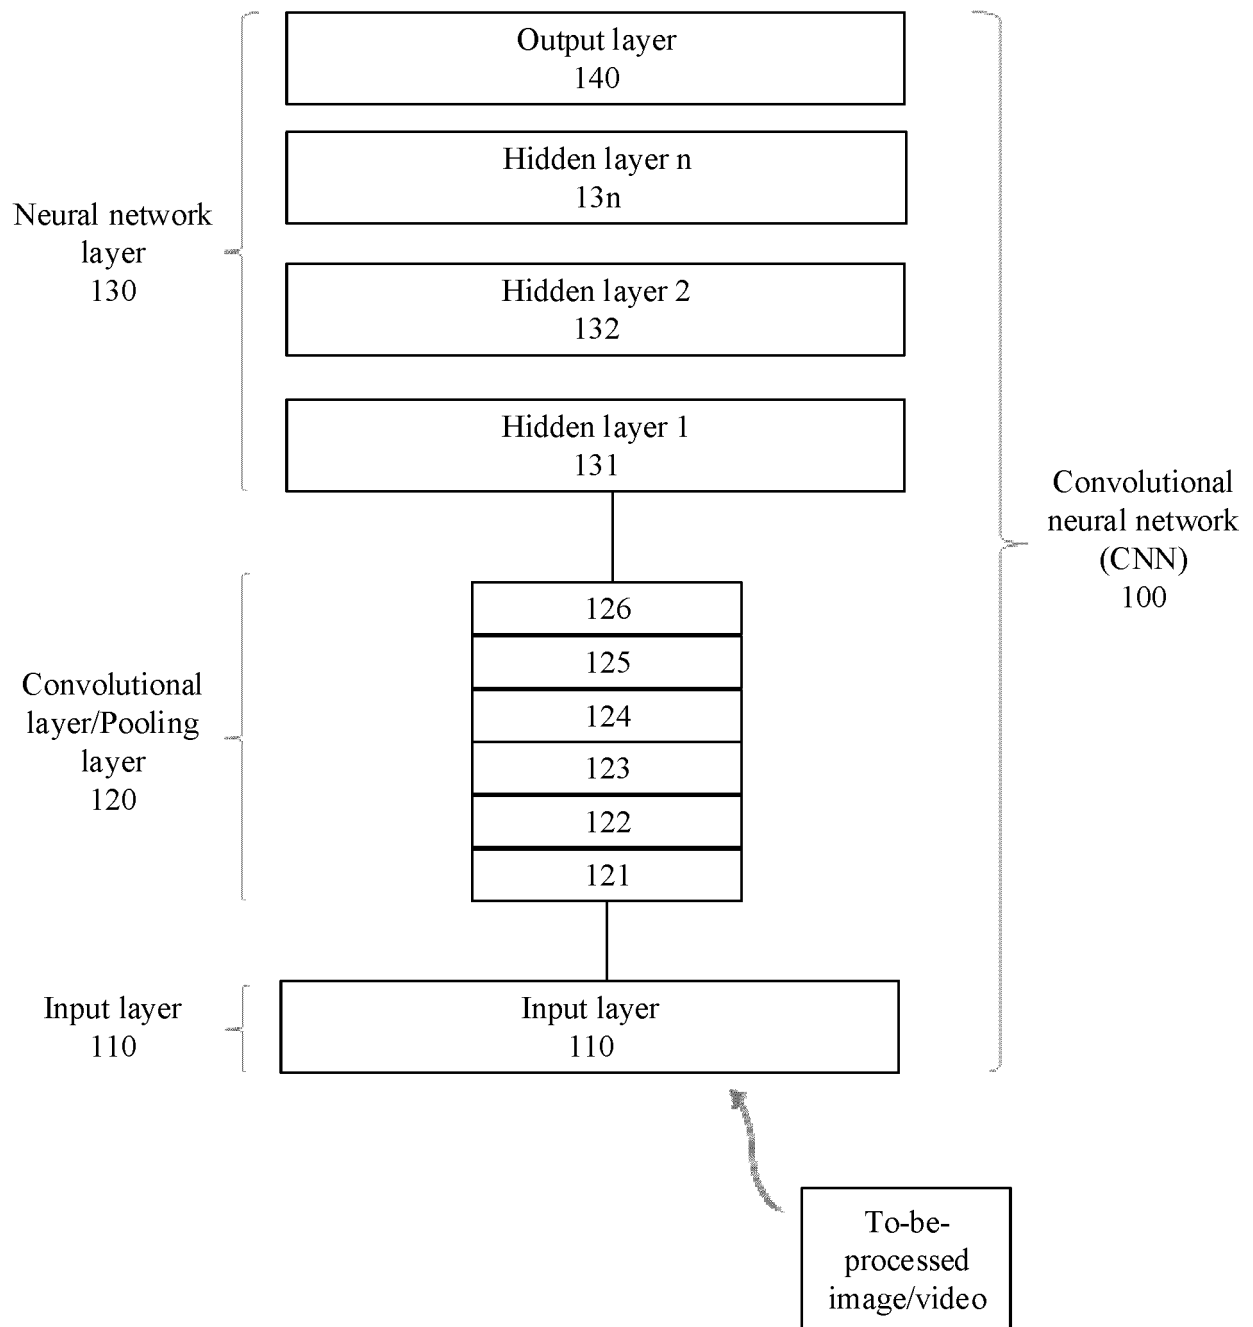 Output layer
140
Hidden layer n
13n
Neural network
layer
130
Hidden layer 2
132
Hidden layer 1
131
Convolutional
neural network
(CNN)
100
126
125
124
123
122
121
Convolutional
layer/Pooling
layer
120
Input layer
110
Input layer
110
To-be-
processed
image/video